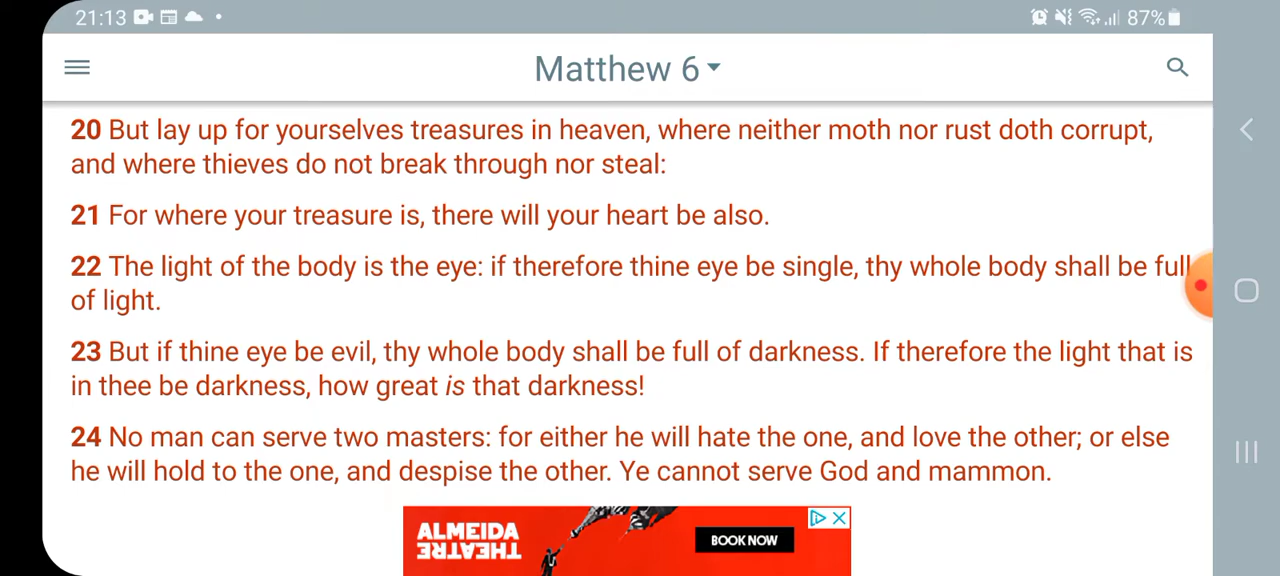 21:13 87%
Matthew 6
20 But lay up for yourselves treasures in heaven, where neither moth nor rust doth corrupt,
and where thieves do not break through nor steal:
21 For where your treasure is, there will your heart be also.
22 The light of the body is the eye: if therefore thine eye be single, thy whole body shall be full
of light.
23 But if thine eye be evil, thy whole body shall be full of darkness. If therefore the light that is
in thee be darkness, how great is that darkness!
24 No man can serve two masters: for either he will hate the one, and love the other; or else
he will hold to the one, and despise the other. Ye cannot serve God and mammon.
ALMEIDA
THEATRE
BOOK NOW